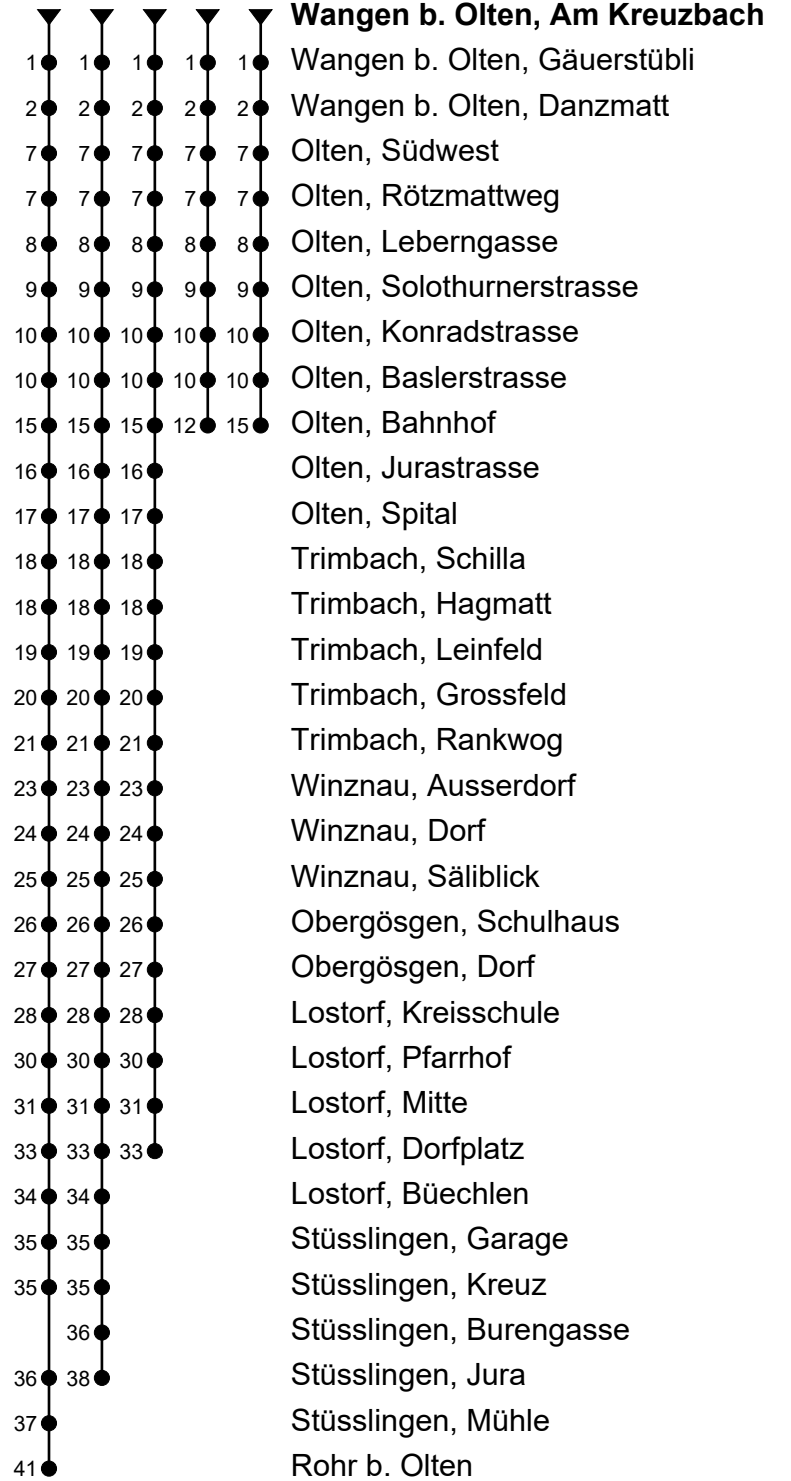 Wangen b. Olten, Am Kreuzbach
1 1 1 1 1 Wangen b. Olten, Gäuerstübli
2 2 2 2 2 Wangen b. Olten, Danzmatt
7 7 7 7 7 Olten, Südwest
7 7 7 7 7 Olten, Rötzmattweg
8 8 8 8 8 Olten, Leberngasse
9 9 9 9 9 Olten, Solothurnerstrasse
10 10 10 10 10 Olten, Konradstrasse
10 10 10 10 10 Olten, Baslerstrasse
15 15 15 12 15 Olten, Bahnhof
16 16 16 Olten, Jurastrasse
17 17 17 Olten, Spital
18 18 18 Trimbach, Schilla
18 18 18 Trimbach, Hagmatt
19 19 19 Trimbach, Leinfeld
20 20 20 Trimbach, Grossfeld
21 21 21 Trimbach, Rankwog
23 23 23 Winznau, Ausserdorf
24 24 24 Winznau, Dorf
25 25 25 Winznau, Säliblick
26 26 26 Obergösgen, Schulhaus
27 27 27 Obergösgen, Dorf
28 28 28 Lostorf, Kreisschule
30 30 30 Lostorf, Pfarrhof
31 31 31 Lostorf, Mitte
33 33 33 Lostorf, Dorfplatz
34 34 Lostorf, Büechlen
35 35 Stüsslingen, Garage
35 35 Stüsslingen, Kreuz
36 Stüsslingen, Burengasse
36 38 Stüsslingen, Jura
37 Stüsslingen, Mühle
41 Rohr b. Olten